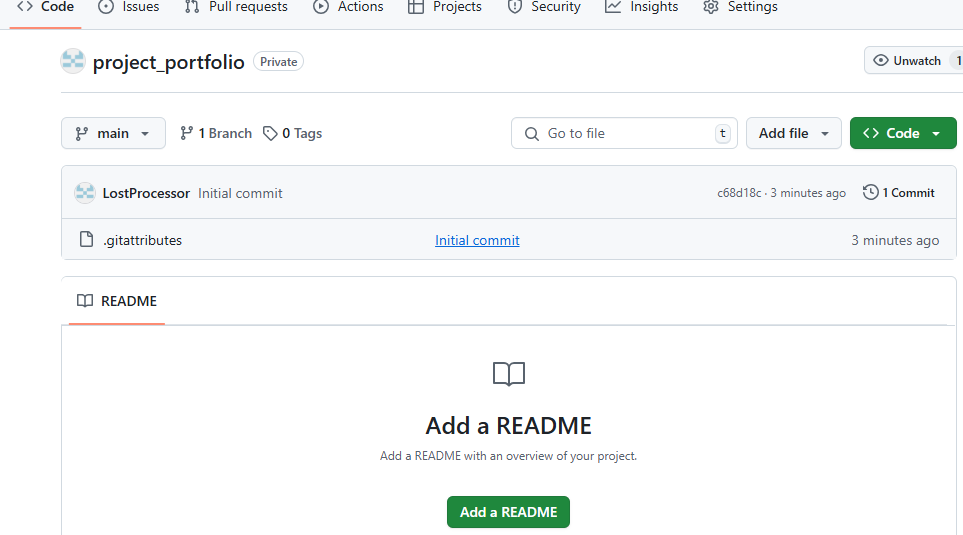 Code Issues Pull requests Actions Projects Security Insights Settings
project_portfolio Private Unwatch 1
main 1 Branch 0 Tags Go to file t Add file Code
LostProcessor Initial commit c68d18c · 3 minutes ago 1 Commit
.gitattributes Initial commit 3 minutes ago
README
Add a README
Add a README with an overview of your project.
Add a README